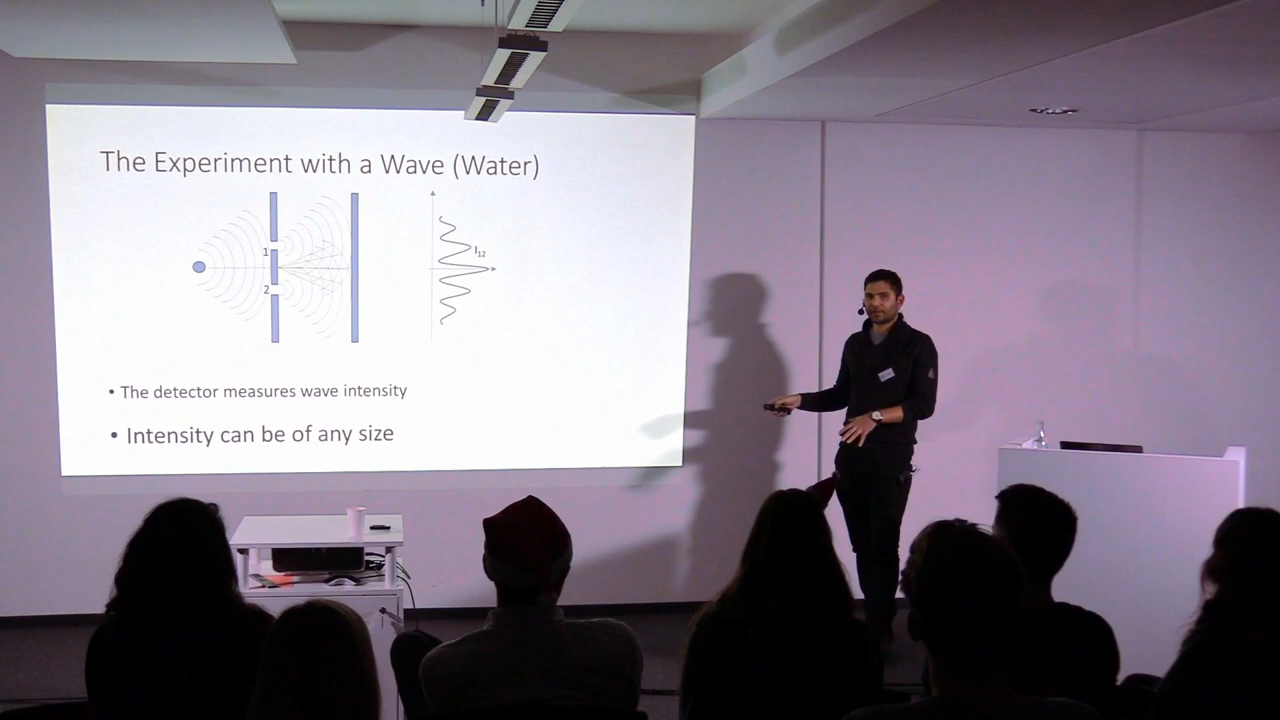 The Experiment with a Wave (Water)
1
2
I12
• The detector measures wave intensity
• Intensity can be of any size